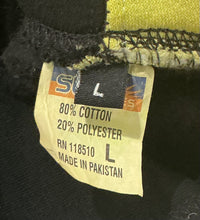 L
80% COTTON
20% POLYESTER
RN 118510 L
MADE IN PAKISTAN